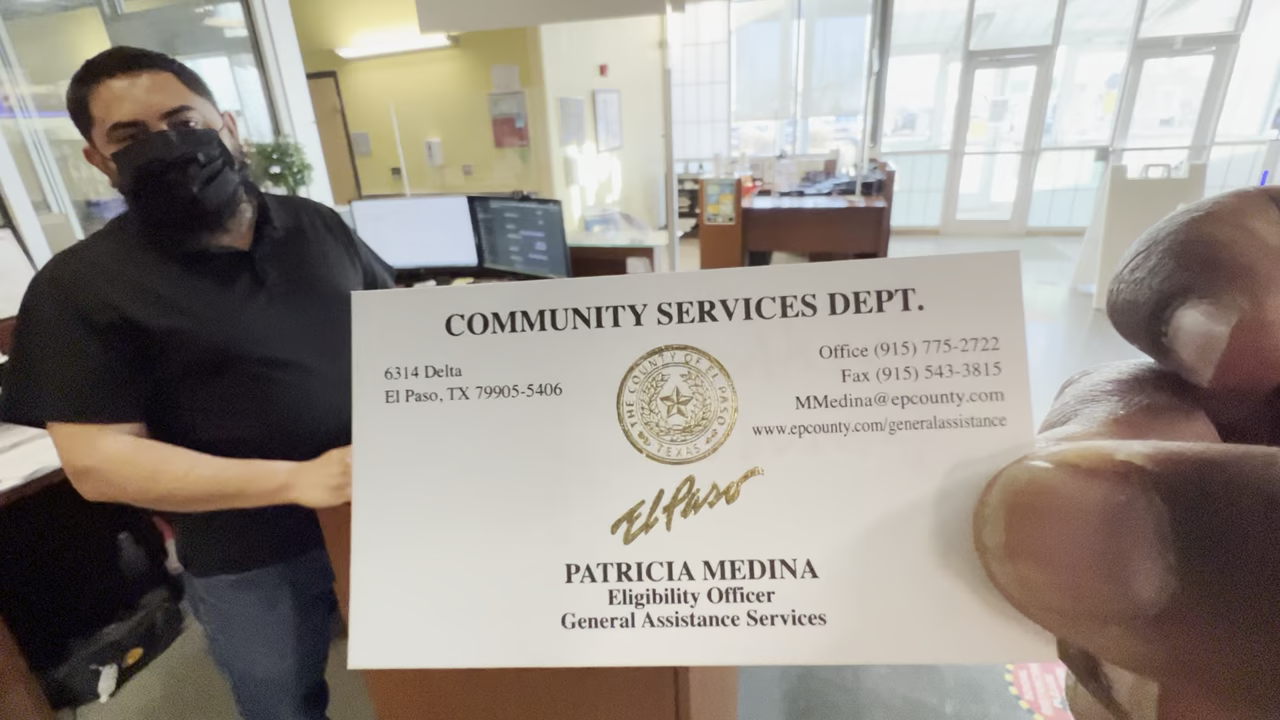 COMMUNITY SERVICES DEPT.
6314 Delta
El Paso, TX 79905-5406
THE COUNTY OF EL PASO
TEXAS
Office (915) 775-2722
Fax (915) 543-3815
MMedina@epcounty.com
www.epcounty.com/generalassistance
El Paso
PATRICIA MEDINA
Eligibility Officer
General Assistance Services